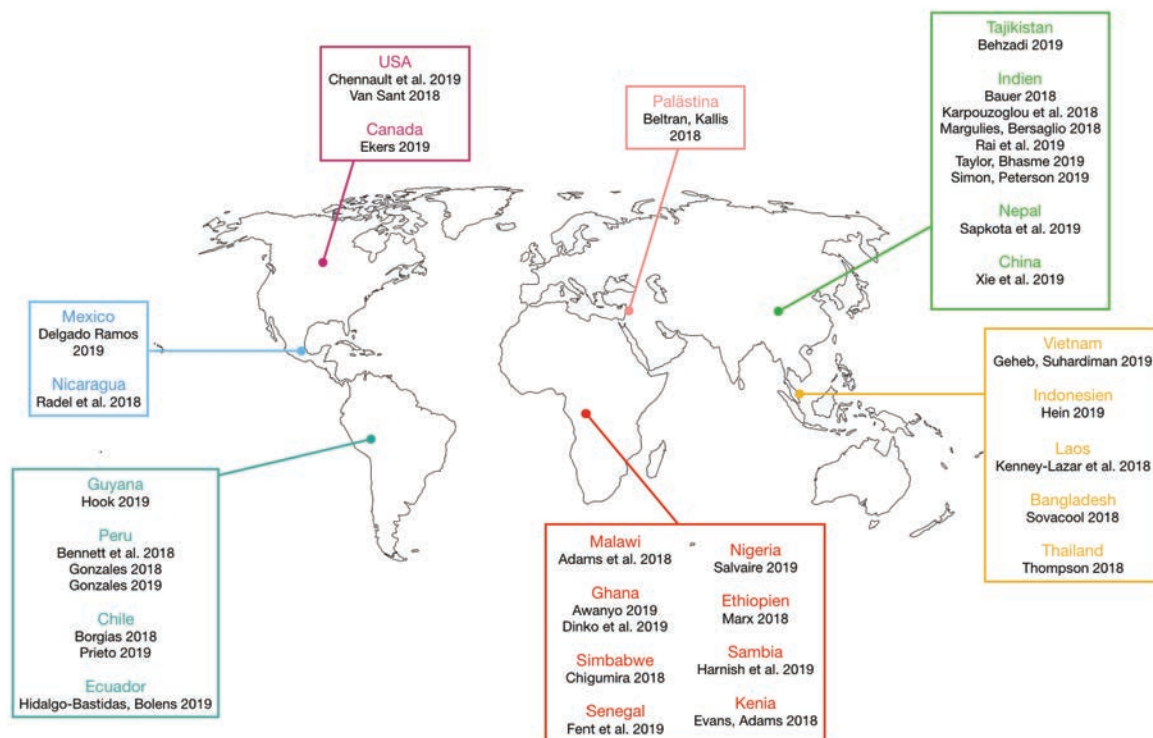 USA
Chennault et al. 2019
Van Sant 2018
Canada
Ekers 2019
Palästina
Beltran, Kallis
2018
Tajikistan
Behzadi 2019
Indien
Bauer 2018
Karpouzoglou et al. 2018
Margulies, Bersaglio 2018
Rai et al. 2019
Taylor, Bhasme 2019
Simon, Peterson 2019
Nepal
Sapkota et al. 2019
China
Xie et al. 2019
Mexico
Delgado Ramos
2019
Nicaragua
Radel et al. 2018
Vietnam
Geheb, Suhardiman 2019
Indonesien
Hein 2019
Laos
Kenney-Lazar et al. 2018
Bangladesh
Sovacool 2018
Thailand
Thompson 2018
Guyana
Hook 2019
Peru
Bennett et al. 2018
Gonzales 2018
Gonzales 2019
Chile
Borgias 2018
Prieto 2019
Ecuador
Hidalgo-Bastidas, Bolens 2019
Malawi
Adams et al. 2018
Ghana
Awanyo 2019
Dinko et al. 2019
Simbabwe
Chigumira 2018
Senegal
Fent et al. 2019
Nigeria
Salvaire 2019
Ethiopien
Marx 2018
Sambia
Harnish et al. 2019
Kenia
Evans, Adams 2018